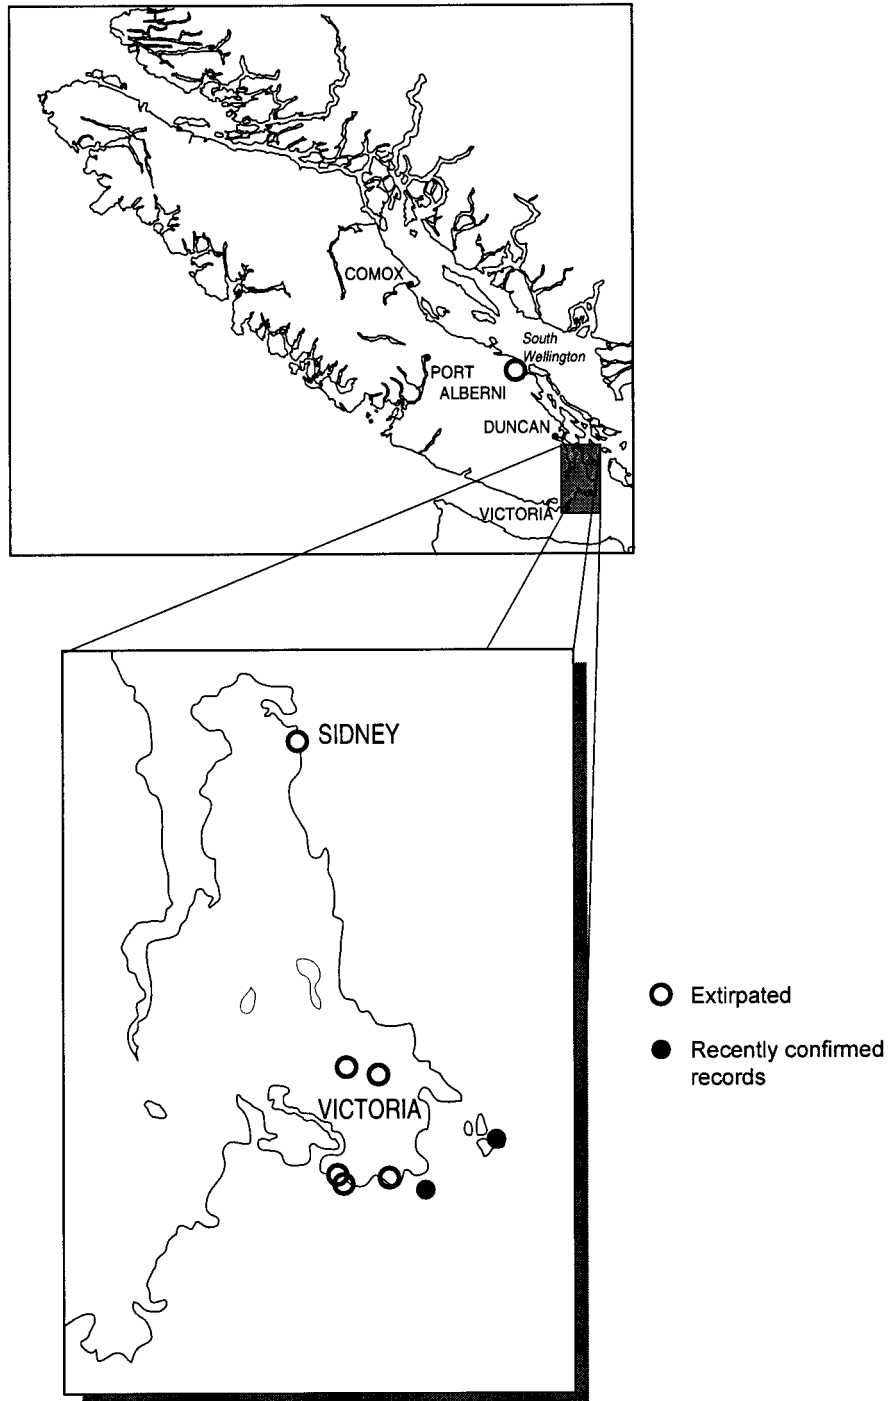 COMOX
South
Wellington
PORT
ALBERNI
DUNCAN
VICTORIA
SIDNEY
VICTORIA
Extirpated
Recently confirmed
records